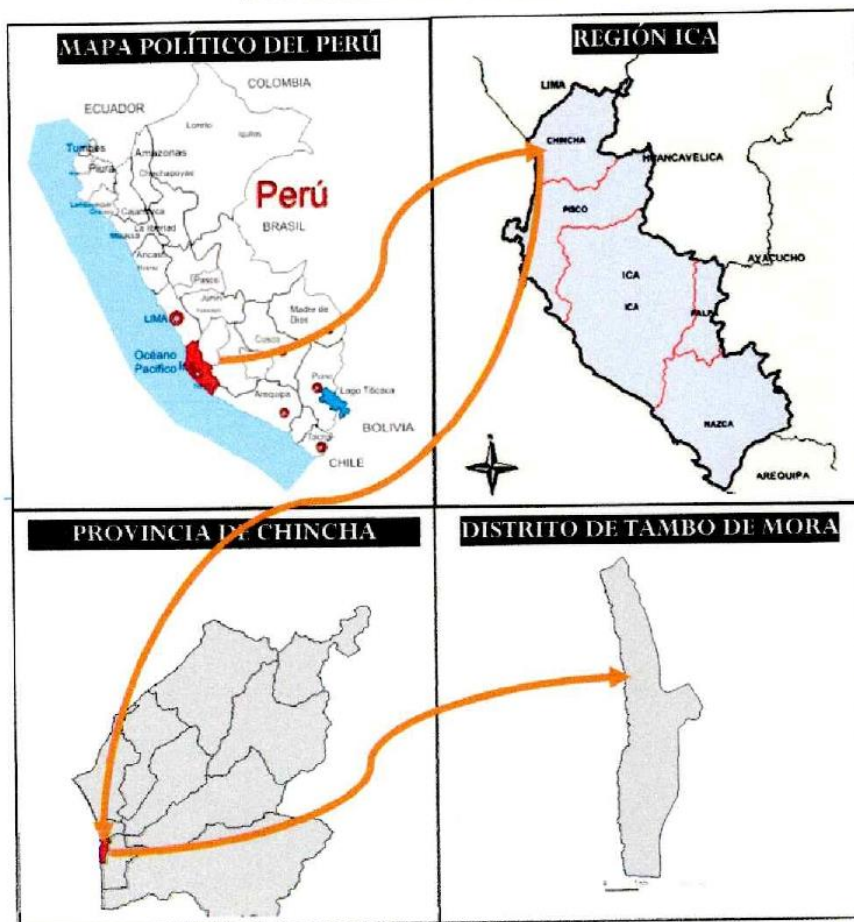 MAPA POLÍTICO DEL PERÚ
COLOMBIA
ECUADOR
Loreto
Iquitos
Tumbes
Amazonas
Piura
Chachapoyas
Cajamarca
La libertad
Perú
BRASIL
Ancash
Pasco
Junín
LIMA
Madre de
Dios
Cusco
Océano
Pacífico
Puno
Lago Titicaca
Arequipa
BOLIVIA
Tacna
CHILE
REGIÓN ICA
LIMA
CHINCHA
HUANCAVELICA
PISCO
AYACUCHO
ICA
ICA
PALPA
NAZCA
AREQUIPA
PROVINCIA DE CHINCHA
DISTRITO DE TAMBO DE MORA